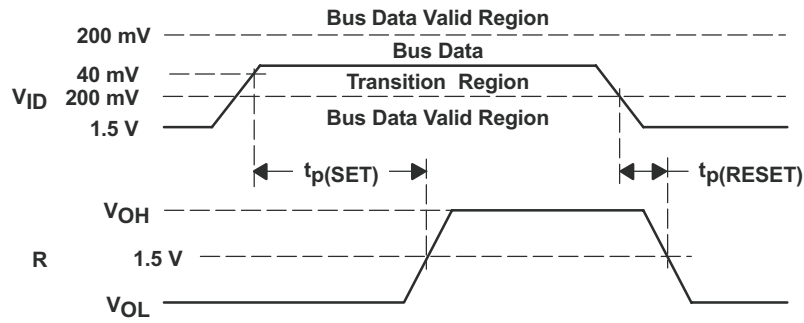 Bus Data Valid Region
200 mV
Bus Data
40 mV
Transition Region
VID
200 mV
Bus Data Valid Region
1.5 V
tp(SET)
tp(RESET)
VOH
R
1.5 V
VOL